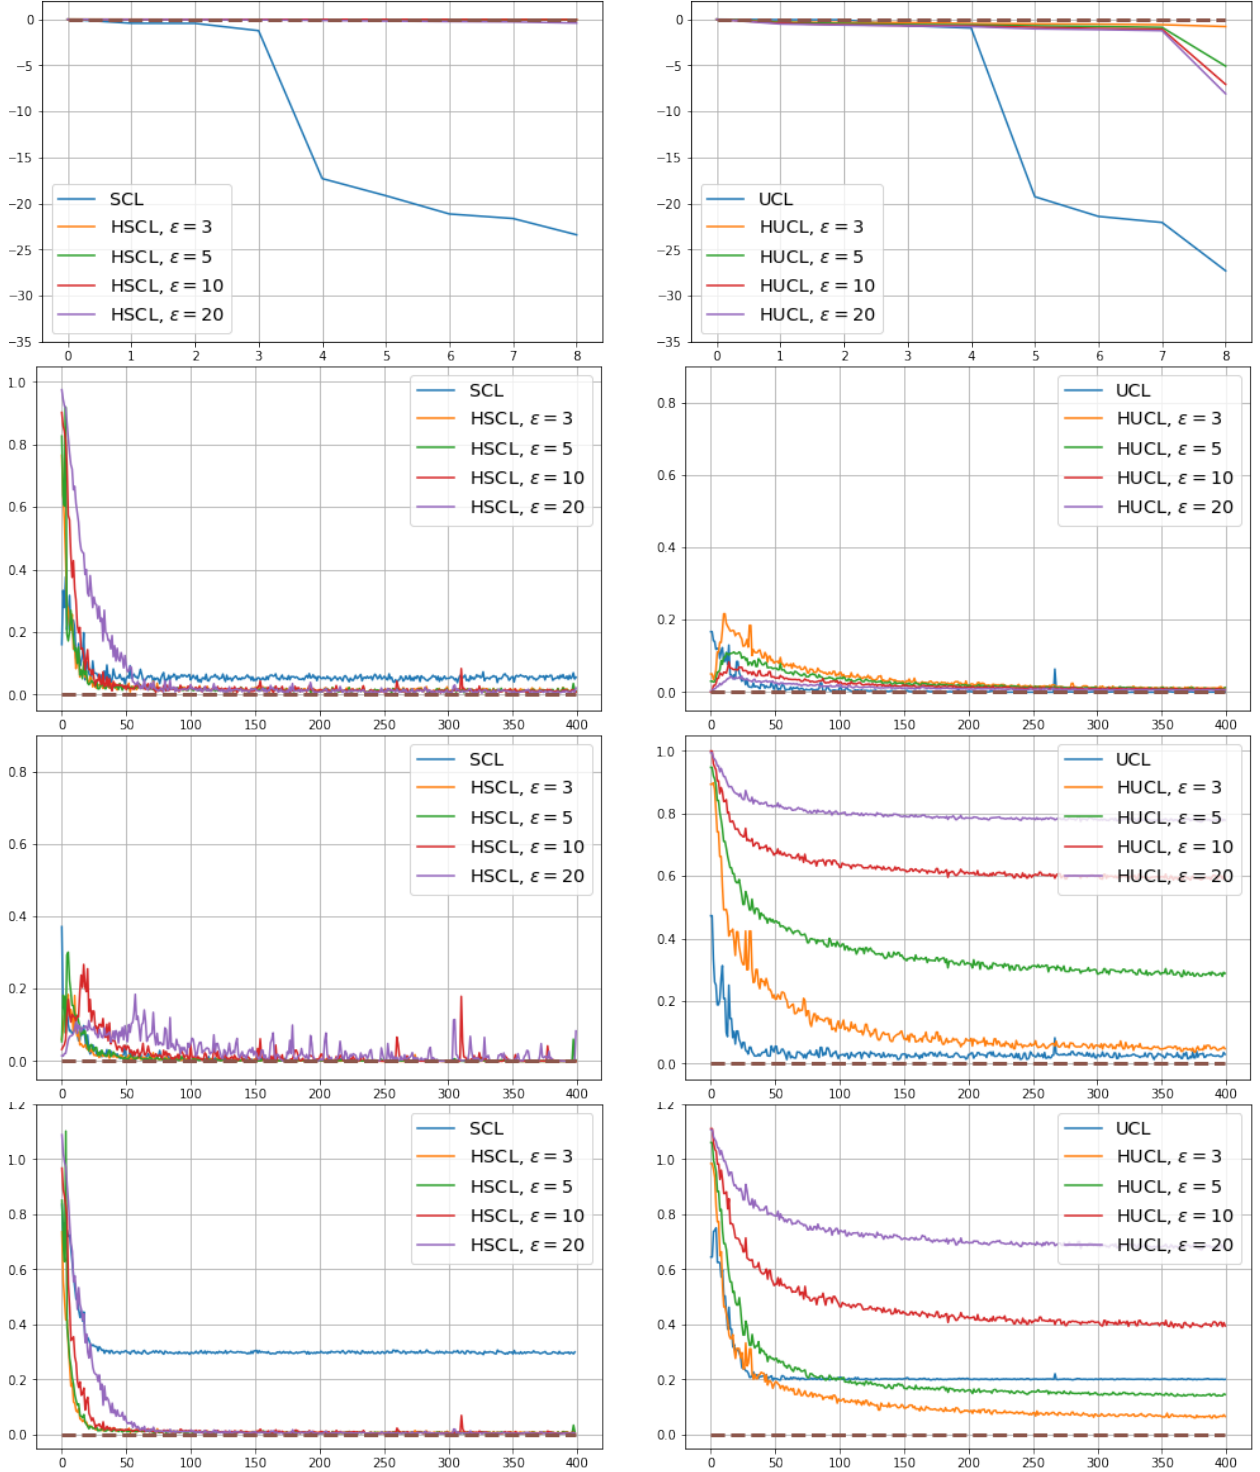 0
−5
−10
−15
−20
−25
−30
−35
SCL
HSCL, ε = 3
HSCL, ε = 5
HSCL, ε = 10
HSCL, ε = 20
0 1 2 3 4 5 6 7 8
0
−5
−10
−15
−20
−25
−30
−35
UCL
HUCL, ε = 3
HUCL, ε = 5
HUCL, ε = 10
HUCL, ε = 20
0 1 2 3 4 5 6 7 8
1.0
0.8
0.6
0.4
0.2
0.0
SCL
HSCL, ε = 3
HSCL, ε = 5
HSCL, ε = 10
HSCL, ε = 20
0 50 100 150 200 250 300 350 400
0.8
0.6
0.4
0.2
0.0
UCL
HUCL, ε = 3
HUCL, ε = 5
HUCL, ε = 10
HUCL, ε = 20
0 50 100 150 200 250 300 350 400
0.8
0.6
0.4
0.2
0.0
SCL
HSCL, ε = 3
HSCL, ε = 5
HSCL, ε = 10
HSCL, ε = 20
0 50 100 150 200 250 300 350 400
1.0
0.8
0.6
0.4
0.2
0.0
UCL
HUCL, ε = 3
HUCL, ε = 5
HUCL, ε = 10
HUCL, ε = 20
0 50 100 150 200 250 300 350 400
1.2
1.0
0.8
0.6
0.4
0.2
0.0
SCL
HSCL, ε = 3
HSCL, ε = 5
HSCL, ε = 10
HSCL, ε = 20
0 50 100 150 200 250 300 350 400
1.2
1.0
0.8
0.6
0.4
0.2
0.0
UCL
HUCL, ε = 3
HUCL, ε = 5
HUCL, ε = 10
HUCL, ε = 20
0 50 100 150 200 250 300 350 400